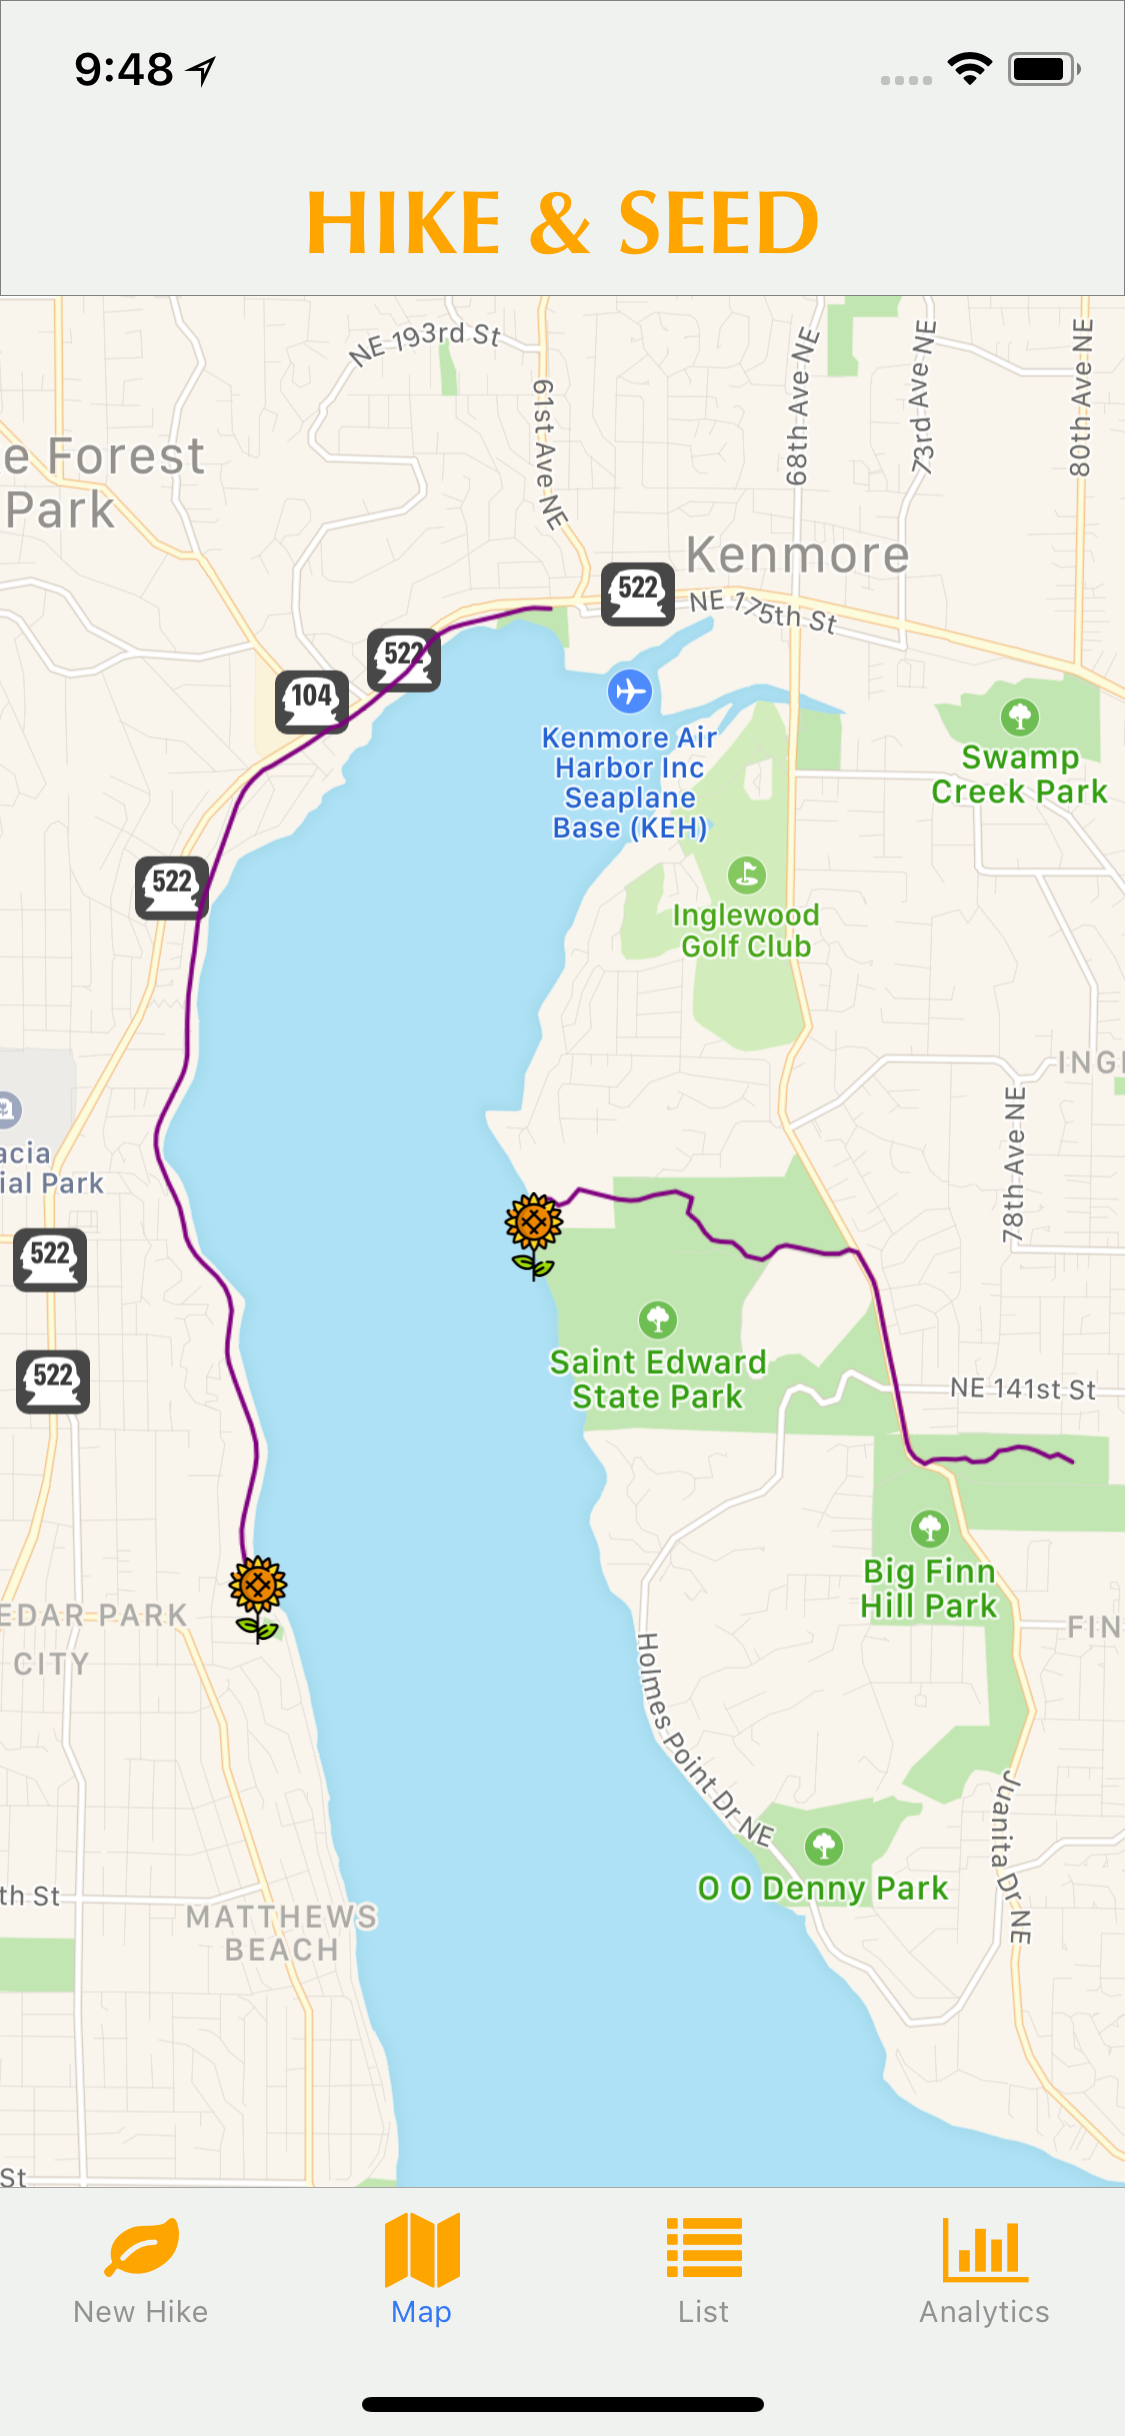 9:48
HIKE & SEED
NE 193rd St
61st Ave NE
68th Ave NE
73rd Ave NE
80th Ave NE
e Forest
Park
Kenmore
522
NE 175th St
522
104
Kenmore Air
Harbor Inc
Seaplane
Base (KEH)
Swamp
Creek Park
522
Inglewood
Golf Club
INGL
78th Ave NE
acia
ial Park
522
522
Saint Edward
State Park
NE 141st St
Big Finn
Hill Park
EDAR PARK
CITY
FIN
Holmes Point Dr NE
Juanita Dr NE
O O Denny Park
th St
MATTHEWS
BEACH
St
New Hike
Map
List
Analytics